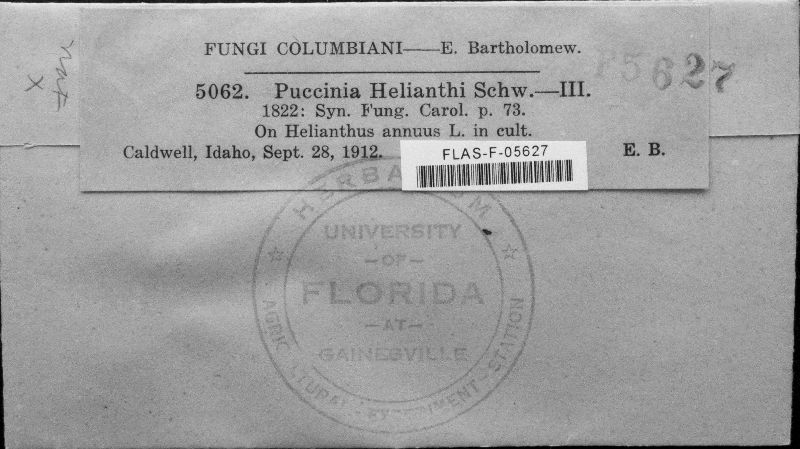 FUNGI COLUMBIANI——E. Bartholomew.
F5627
5062. Puccinia Helianthi Schw.—III.
1822: Syn. Fung. Carol. p. 73.
On Helianthus annuus L. in cult.
Caldwell, Idaho, Sept. 28, 1912.
E. B.
FLAS-F-05627
HERBARIUM
UNIVERSITY
—OF—
FLORIDA
—AT—
GAINESVILLE
AGRICULTURAL EXPERIMENT STATION
X